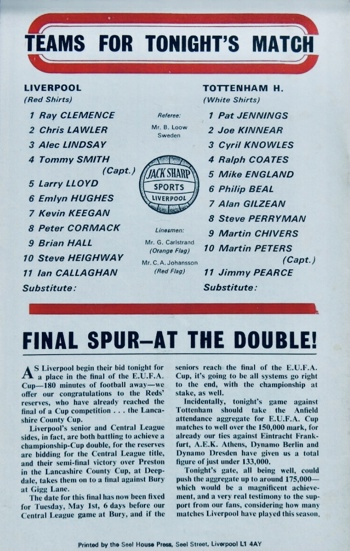 TEAMS FOR TONIGHT'S MATCH
LIVERPOOL
(Red Shirts)
1 Ray CLEMENCE
2 Chris LAWLER
3 Alec LINDSAY
4 Tommy SMITH
(Capt.)
5 Larry LLOYD
6 Emlyn HUGHES
7 Kevin KEEGAN
8 Peter CORMACK
9 Brian HALL
10 Steve HEIGHWAY
11 Ian CALLAGHAN
Substitute:
Referee:
Mr. B. Loow
Sweden
JACK SHARP
SPORTS
LIVERPOOL
Linesmen:
Mr. G. Carlstrand
(Orange Flag)
Mr. C. A. Johansson
(Red Flag)
TOTTENHAM H.
(White Shirts)
1 Pat JENNINGS
2 Joe KINNEAR
3 Cyril KNOWLES
4 Ralph COATES
5 Mike ENGLAND
6 Philip BEAL
7 Alan GILZEAN
8 Steve PERRYMAN
9 Martin CHIVERS
10 Martin PETERS
(Capt.)
11 Jimmy PEARCE
Substitute:
FINAL SPUR—AT THE DOUBLE!
AS Liverpool begin their bid tonight for
a place in the final of the E.U.F.A.
Cup—180 minutes of football away—we
offer our congratulations to the Reds'
reserves, who have already reached the
final of a Cup competition . . . the Lanca-
shire County Cup.
Liverpool's senior and Central League
sides, in fact, are both battling to achieve a
championship-Cup double, for the reserves
are bidding for the Central League title,
and their semi-final victory over Preston
in the Lancashire County Cup, at Deep-
dale, takes them on to a final against Bury
at Gigg Lane.
The date for this final has now been fixed
for Tuesday, May 1st, 6 days before our
Central League game at Bury, and if the
seniors reach the final of the E.U.F.A.
Cup, it's going to be all systems go right
to the end, with the championship at
stake, as well.
Incidentally, tonight's game against
Tottenham should take the Anfield
attendance aggregate for E.U.F.A. Cup
matches to well over the 150,000 mark, for
already our ties against Eintracht Frank-
furt, A.E.K. Athens, Dynamo Berlin and
Dynamo Dresden have given us a total
figure of just under 133,000.
Tonight's gate, all being well, could
push the aggregate up to around 175,000—
which would be a magnificent achieve-
ment, and a very real testimony to the sup-
port from our fans, considering how many
matches Liverpool have played this season.
Printed by the Seel House Press, Seel Street, Liverpool L1 4AY